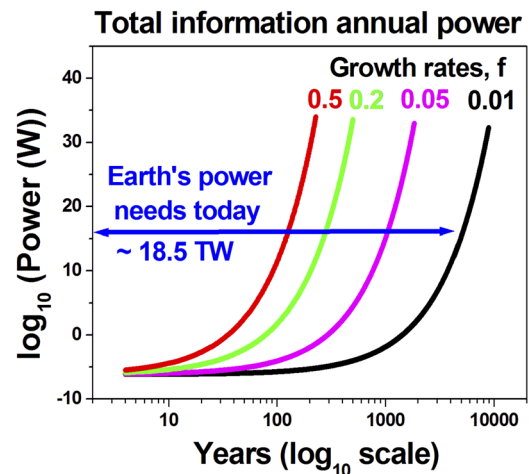 Total information annual power
Growth rates, f
0.5 0.2 0.05 0.01
Earth's power
needs today
~ 18.5 TW
log10 (Power (W))
40
30
20
10
0
-10
10 100 1000 10000
Years (log10 scale)